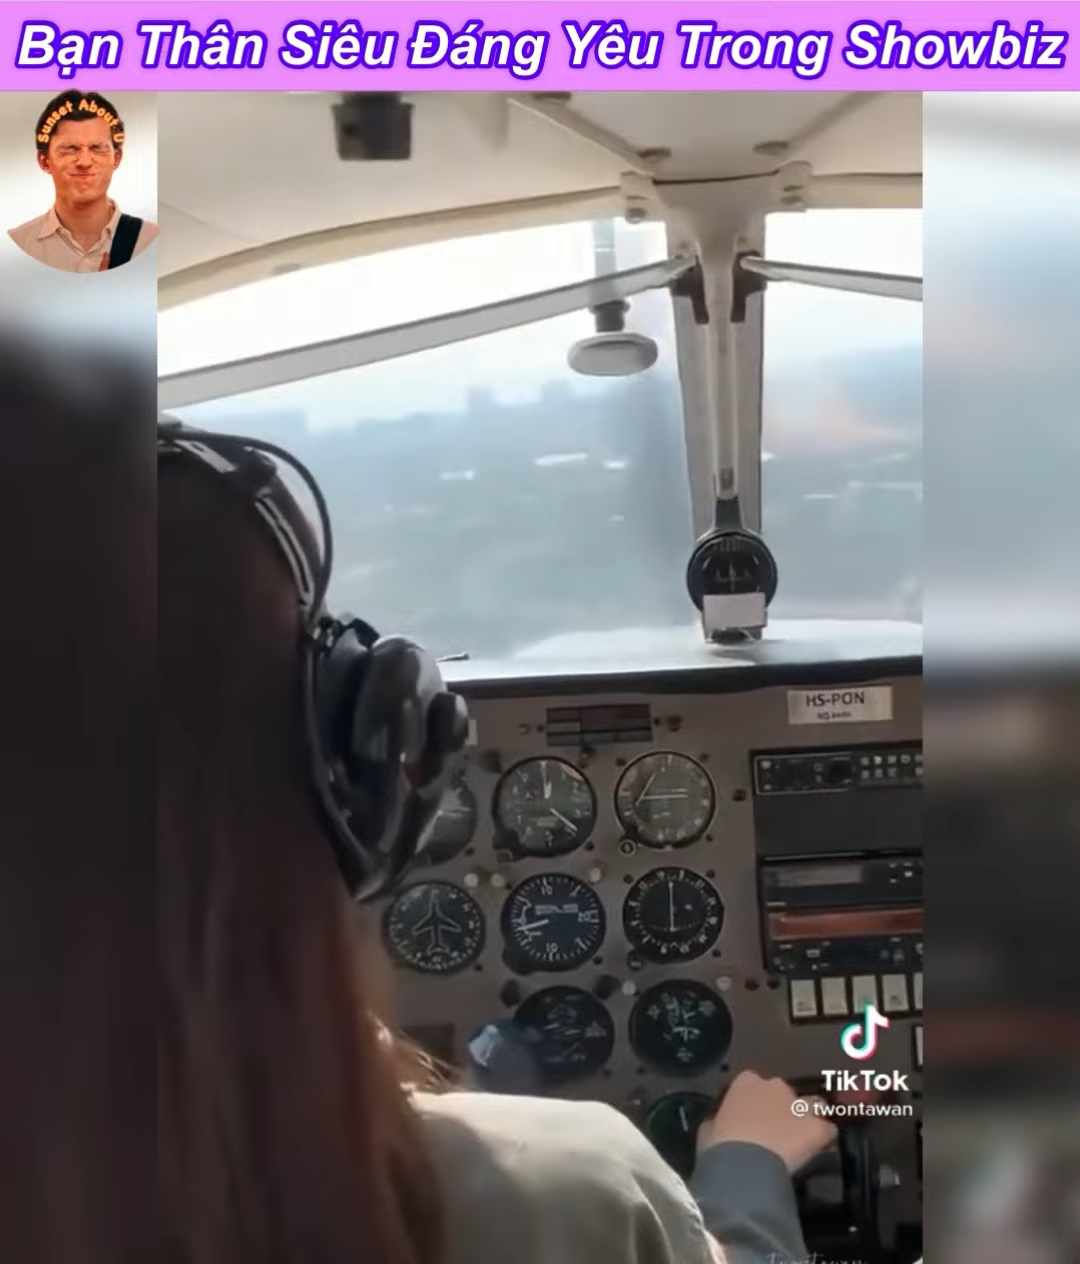 Bạn Thân Siêu Đáng Yêu Trong Showbiz
Sunset About U
HS-PON
TikTok
@twontawan